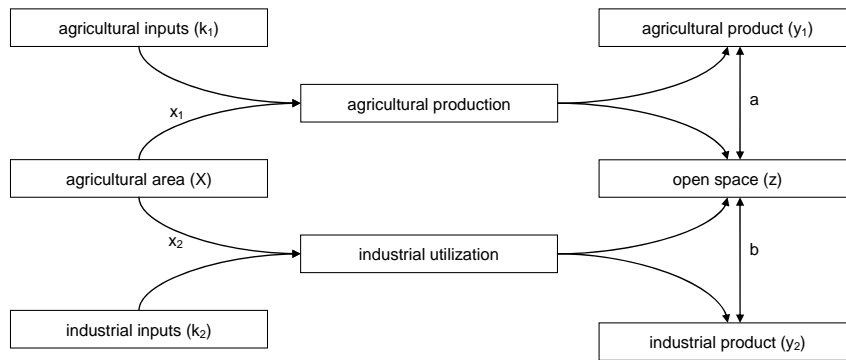 agricultural inputs (k₁)
agricultural product (y₁)
agricultural production
a
x₁
agricultural area (X)
open space (z)
x₂
industrial utilization
b
industrial inputs (k₂)
industrial product (y₂)